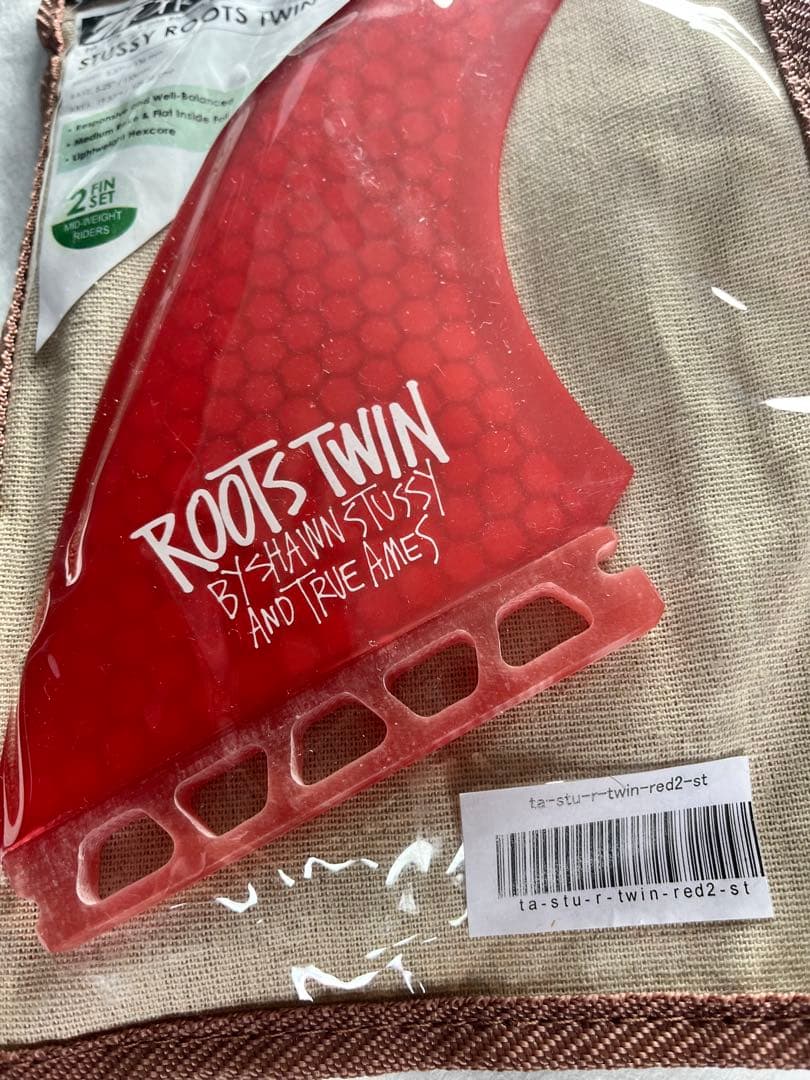 STUSSY ROOTS TWIN
• Responsive and Well-Balanced
• Medium Rake & Flat Inside Foil
• Lightweight Hexcore
2 FIN SET
MID-WEIGHT
RIDERS
ROOTS TWIN
BY SHAWN STUSSY
AND TRUE AMES
ta-stu-r-twin-red2-st
ta-stu-r-twin-red2-st